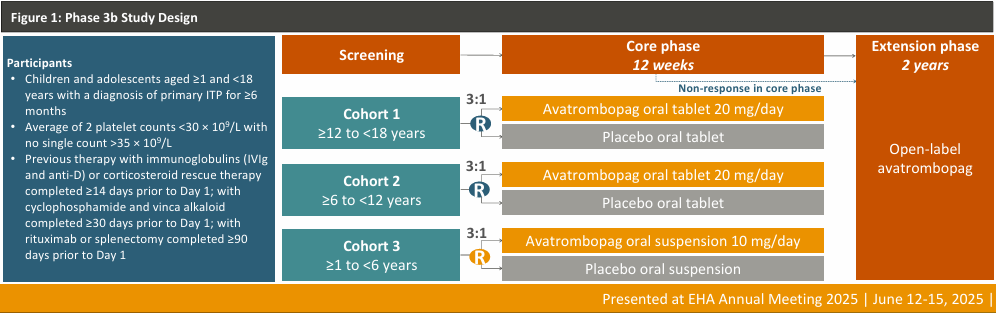 Figure 1: Phase 3b Study Design
Participants
• Children and adolescents aged ≥1 and <18
years with a diagnosis of primary ITP for ≥6
months
• Average of 2 platelet counts <30 × 10⁹/L with
no single count >35 × 10⁹/L
• Previous therapy with immunoglobulins (IVIg
and anti-D) or corticosteroid rescue therapy
completed ≥14 days prior to Day 1; with
cyclophosphamide and vinca alkaloid
completed ≥30 days prior to Day 1; with
rituximab or splenectomy completed ≥90
days prior to Day 1
Screening
Core phase
12 weeks
Extension phase
2 years
Non-response in core phase
Cohort 1
≥12 to <18 years
3:1
R
Avatrombopag oral tablet 20 mg/day
Placebo oral tablet
Cohort 2
≥6 to <12 years
3:1
R
Avatrombopag oral tablet 20 mg/day
Placebo oral tablet
Cohort 3
≥1 to <6 years
3:1
R
Avatrombopag oral suspension 10 mg/day
Placebo oral suspension
Open-label
avatrombopag
Presented at EHA Annual Meeting 2025 | June 12-15, 2025 |